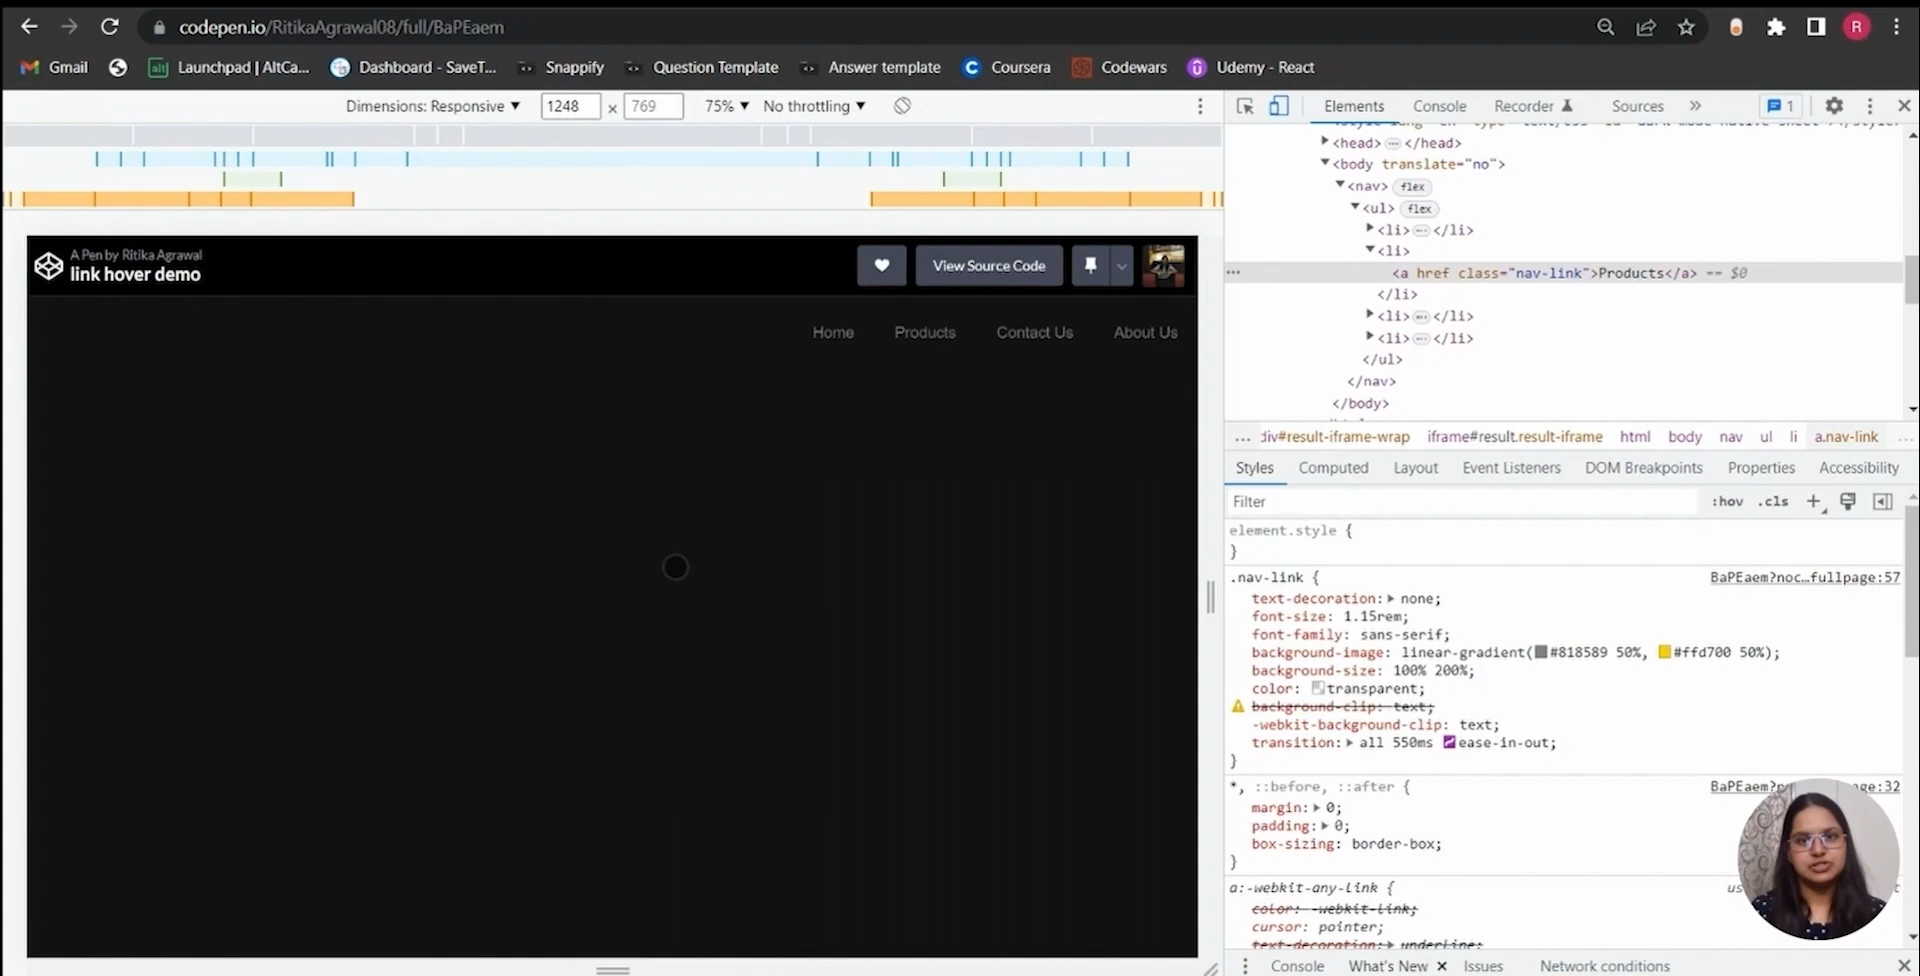 codepen.io/RitikaAgrawal08/full/BaPEaem
R
Gmail
alt Launchpad | AltCa...
Dashboard - SaveT...
Snappify
Question Template
Answer template
Coursera
Codewars
Udemy - React
Dimensions: Responsive ▼ 1248 × 769 75% ▼ No throttling ▼
Elements Console Recorder Sources » 1
A Pen by Ritika Agrawal
link hover demo
View Source Code
Home Products Contact Us About Us
▶<head> ⋯ </head>
▼<body translate="no">
▼<nav> flex
▼<ul> flex
▶<li> ⋯ </li>
▼<li>
⋯ <a href class="nav-link">Products</a> == $0
</li>
▶<li> ⋯ </li>
▶<li> ⋯ </li>
</ul>
</nav>
</body>
... div#result-iframe-wrap iframe#result.result-iframe html body nav ul li a.nav-link ...
Styles Computed Layout Event Listeners DOM Breakpoints Properties Accessibility
Filter :hov .cls +
element.style {
}
.nav-link { BaPEaem?noc…fullpage:57
text-decoration:▶ none;
font-size: 1.15rem;
font-family: sans-serif;
background-image: linear-gradient(#818589 50%, #ffd700 50%);
background-size: 100% 200%;
color: transparent;
background-clip: text;
-webkit-background-clip: text;
transition:▶ all 550ms ease-in-out;
}
*, ::before, ::after { ge:32
margin:▶ 0;
padding:▶ 0;
box-sizing: border-box;
}
a:-webkit-any-link {
color: -webkit-link;
cursor: pointer;
text-decoration:▶ underline;
Console What's New × Issues Network conditions